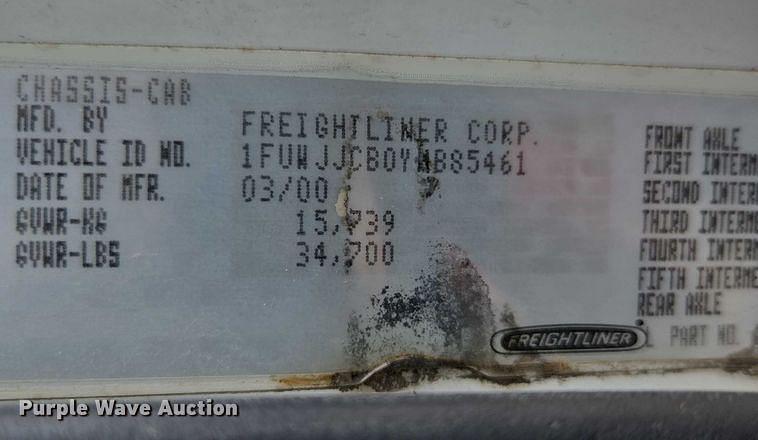 CHASSIS-CAB
MFD. BY FREIGHTLINER CORP.
VEHICLE ID NO.
DATE OF MFR. 03/00
GVWR-KG 15,739
GVWR-LBS 34,700
FRONT AXLE
FIRST INTERM
SECOND INTER
THIRD INTERM
FOURTH INTERM
FIFTH INTERME
REAR AXLE
PART NO.
FREIGHTLINER
Purple Wave Auction